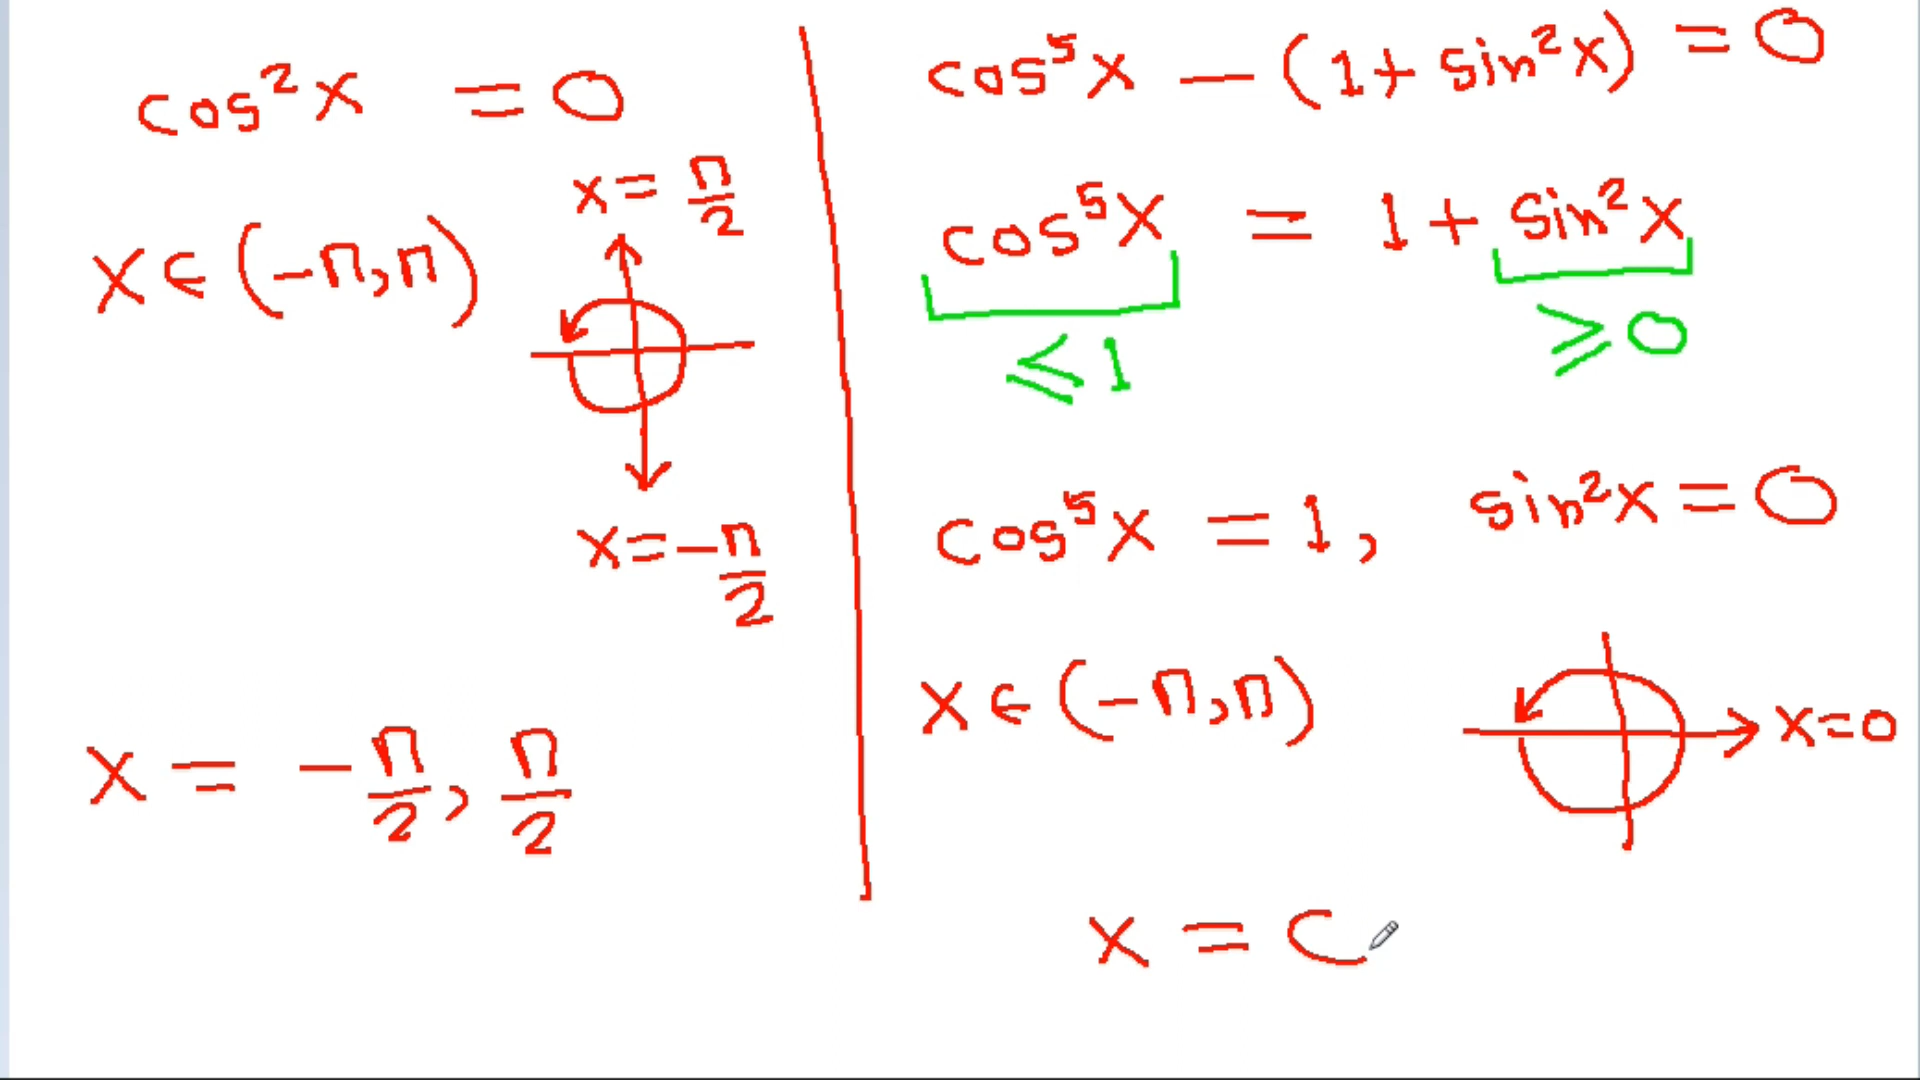 cos²x = 0
x = π/2
x ∈ (-π, π)
x = -π/2
x = -π/2, π/2
cos⁵x - (1 + sin²x) = 0
cos⁵x = 1 + sin²x
≤ 1
≥ 0
cos⁵x = 1, sin²x = 0
x ∈ (-π, π)
x = 0
x =